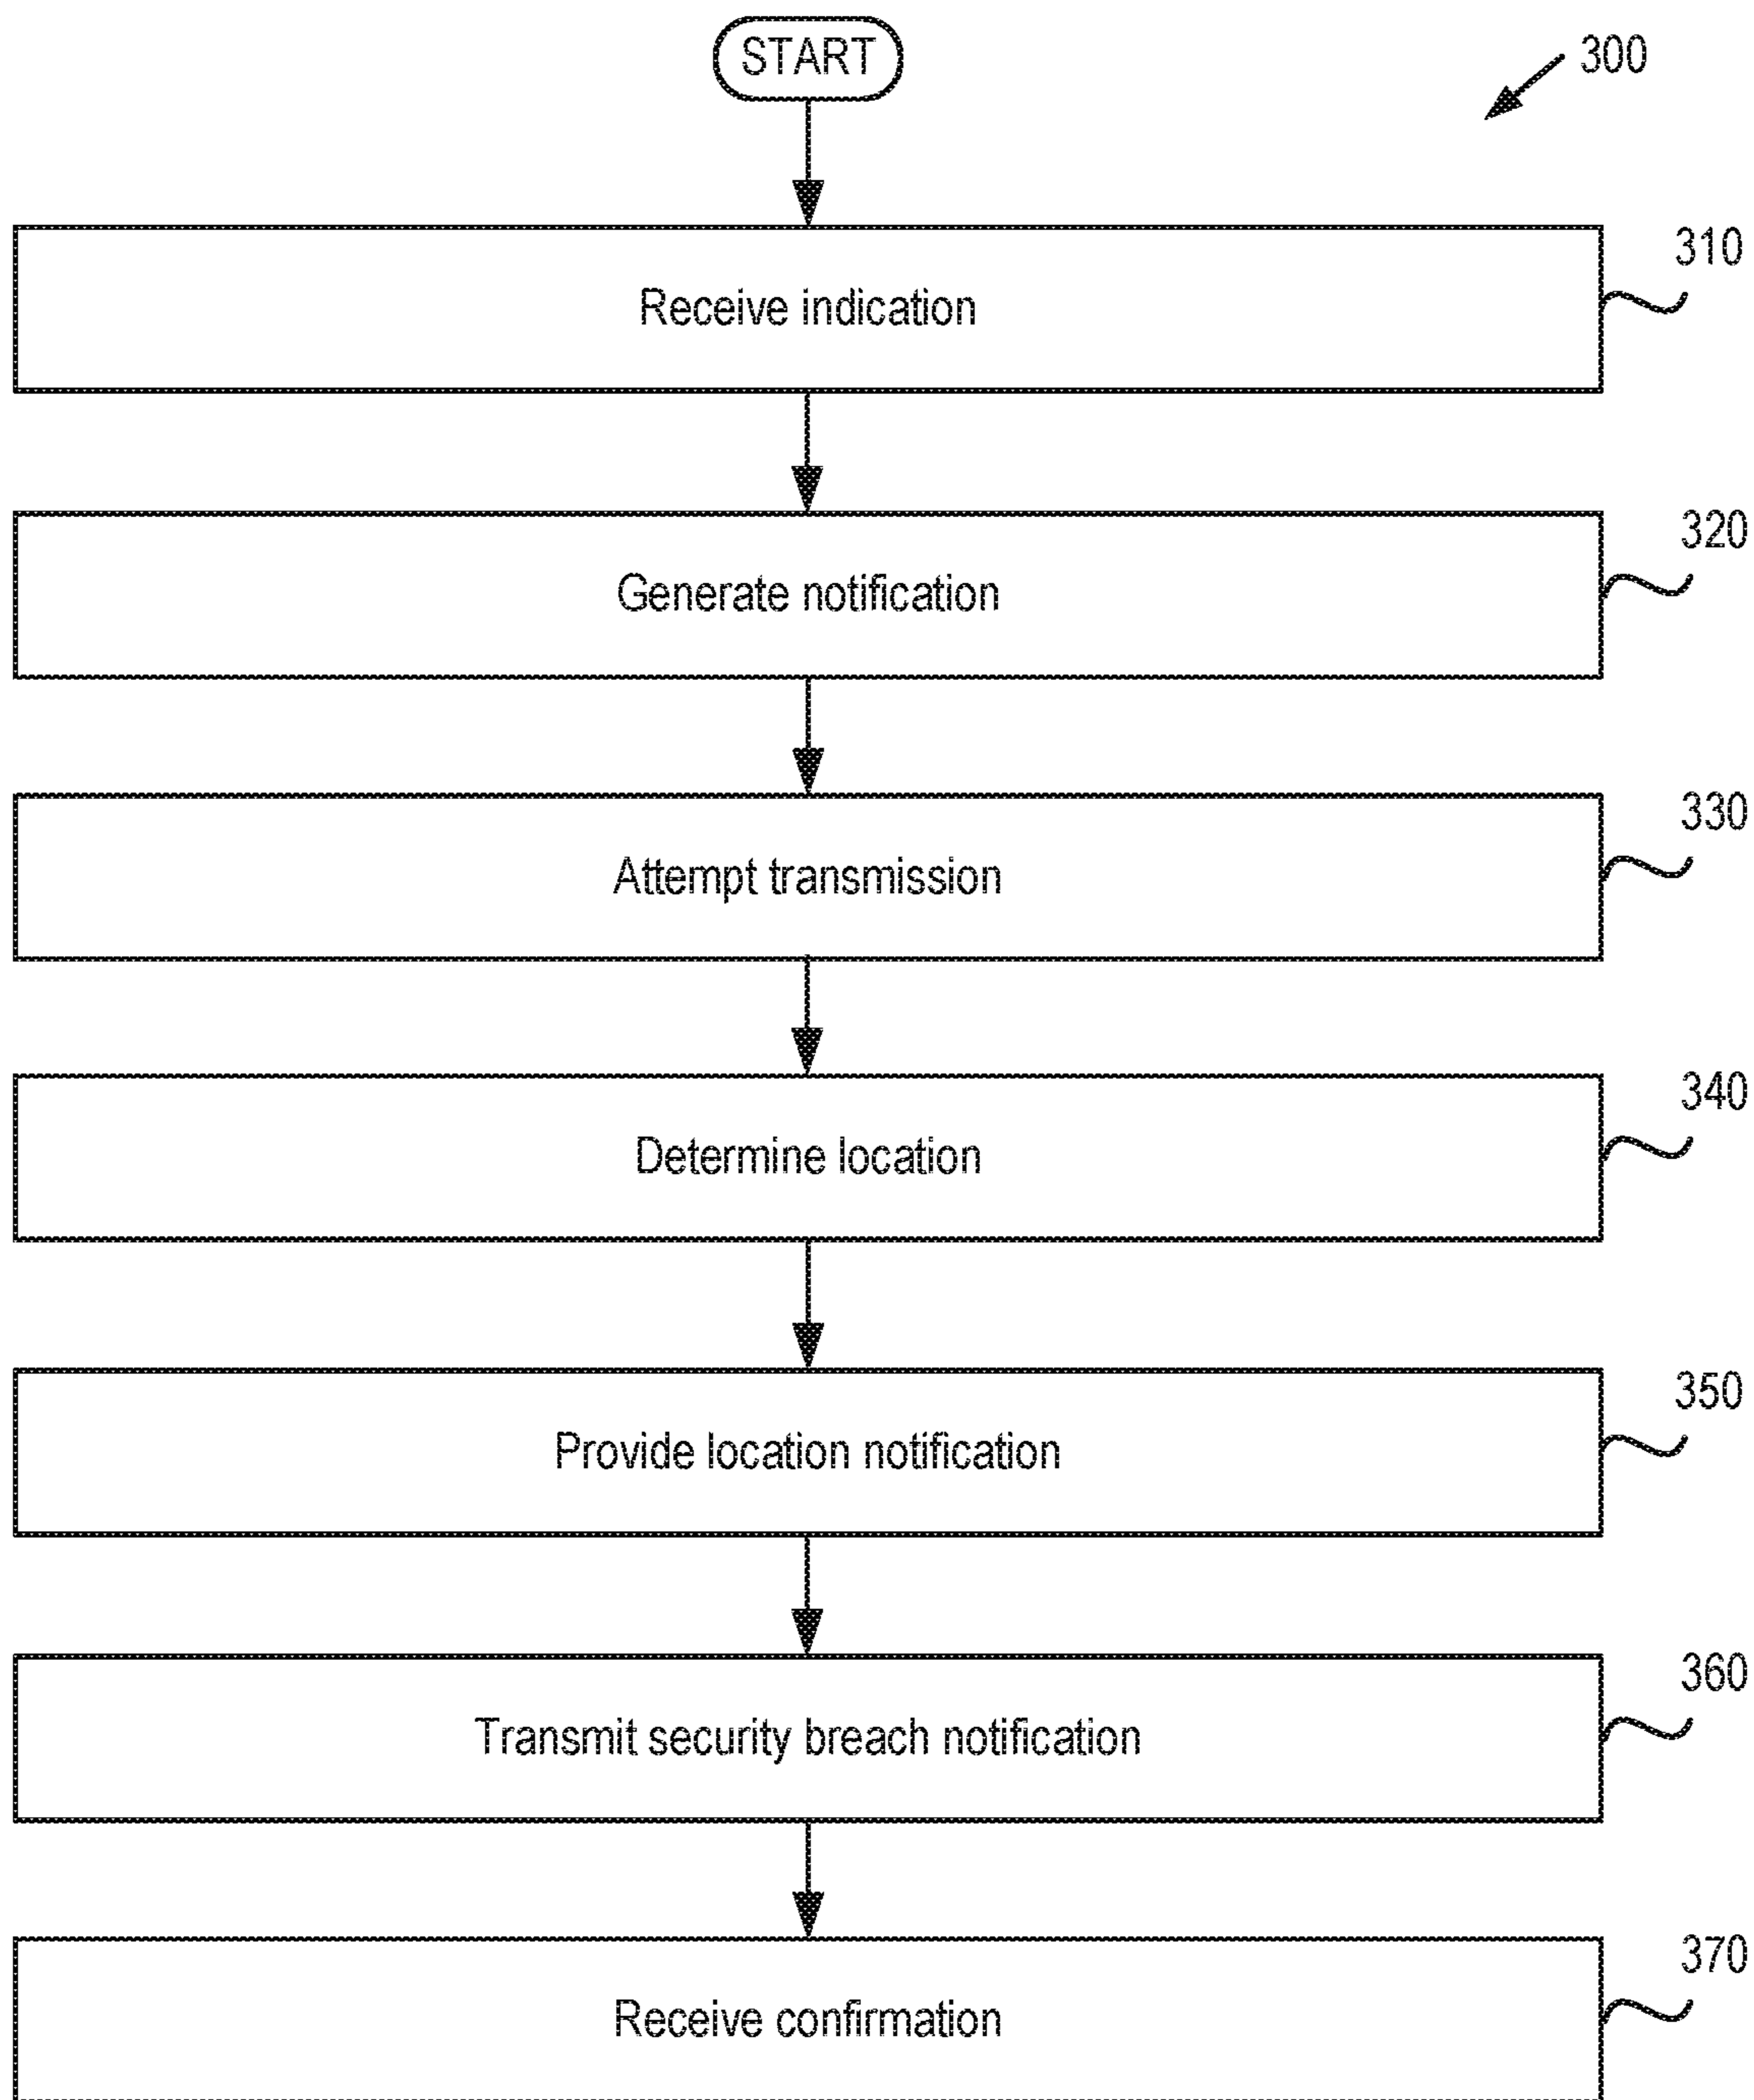 START
300
310
Receive indication
320
Generate notification
330
Attempt transmission
340
Determine location
350
Provide location notification
360
Transmit security breach notification
370
Receive confirmation